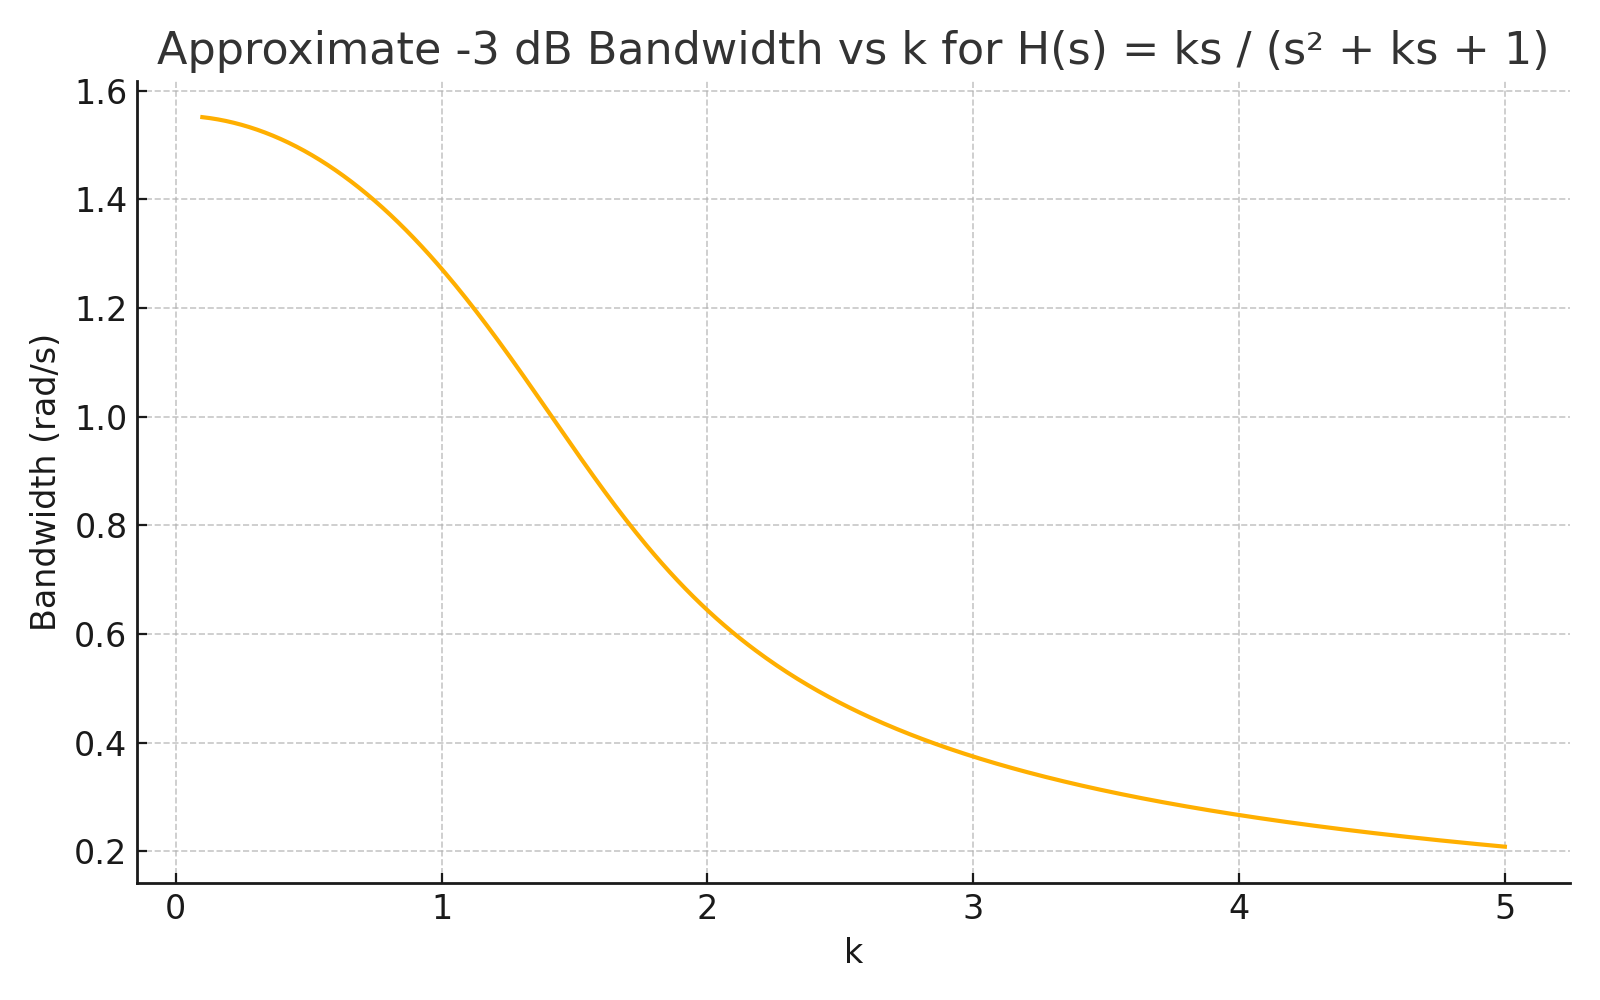 Approximate -3 dB Bandwidth vs k for H(s) = ks / (s² + ks + 1)
Bandwidth (rad/s)
1.6
1.4
1.2
1.0
0.8
0.6
0.4
0.2
0 1 2 3 4 5
k